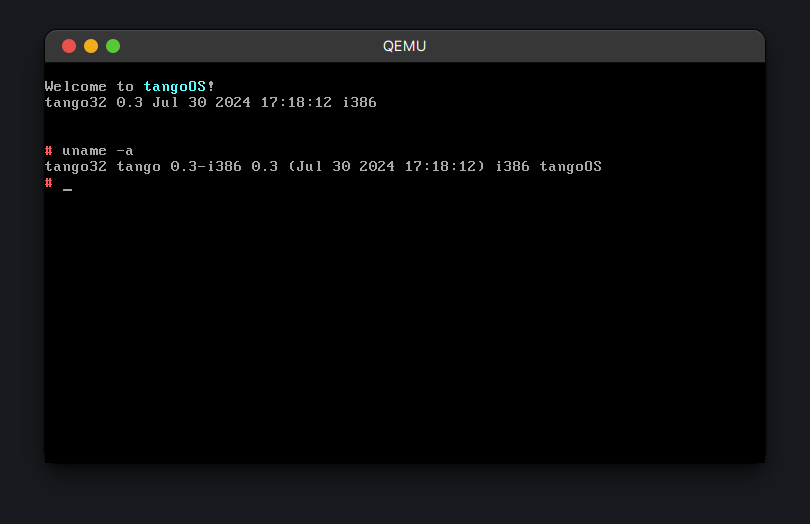 QEMU
Welcome to tangoOS!
tango32 0.3 Jul 30 2024 17:18:12 i386
# uname -a
tango32 tango 0.3-i386 0.3 (Jul 30 2024 17:18:12) i386 tangoOS
# _